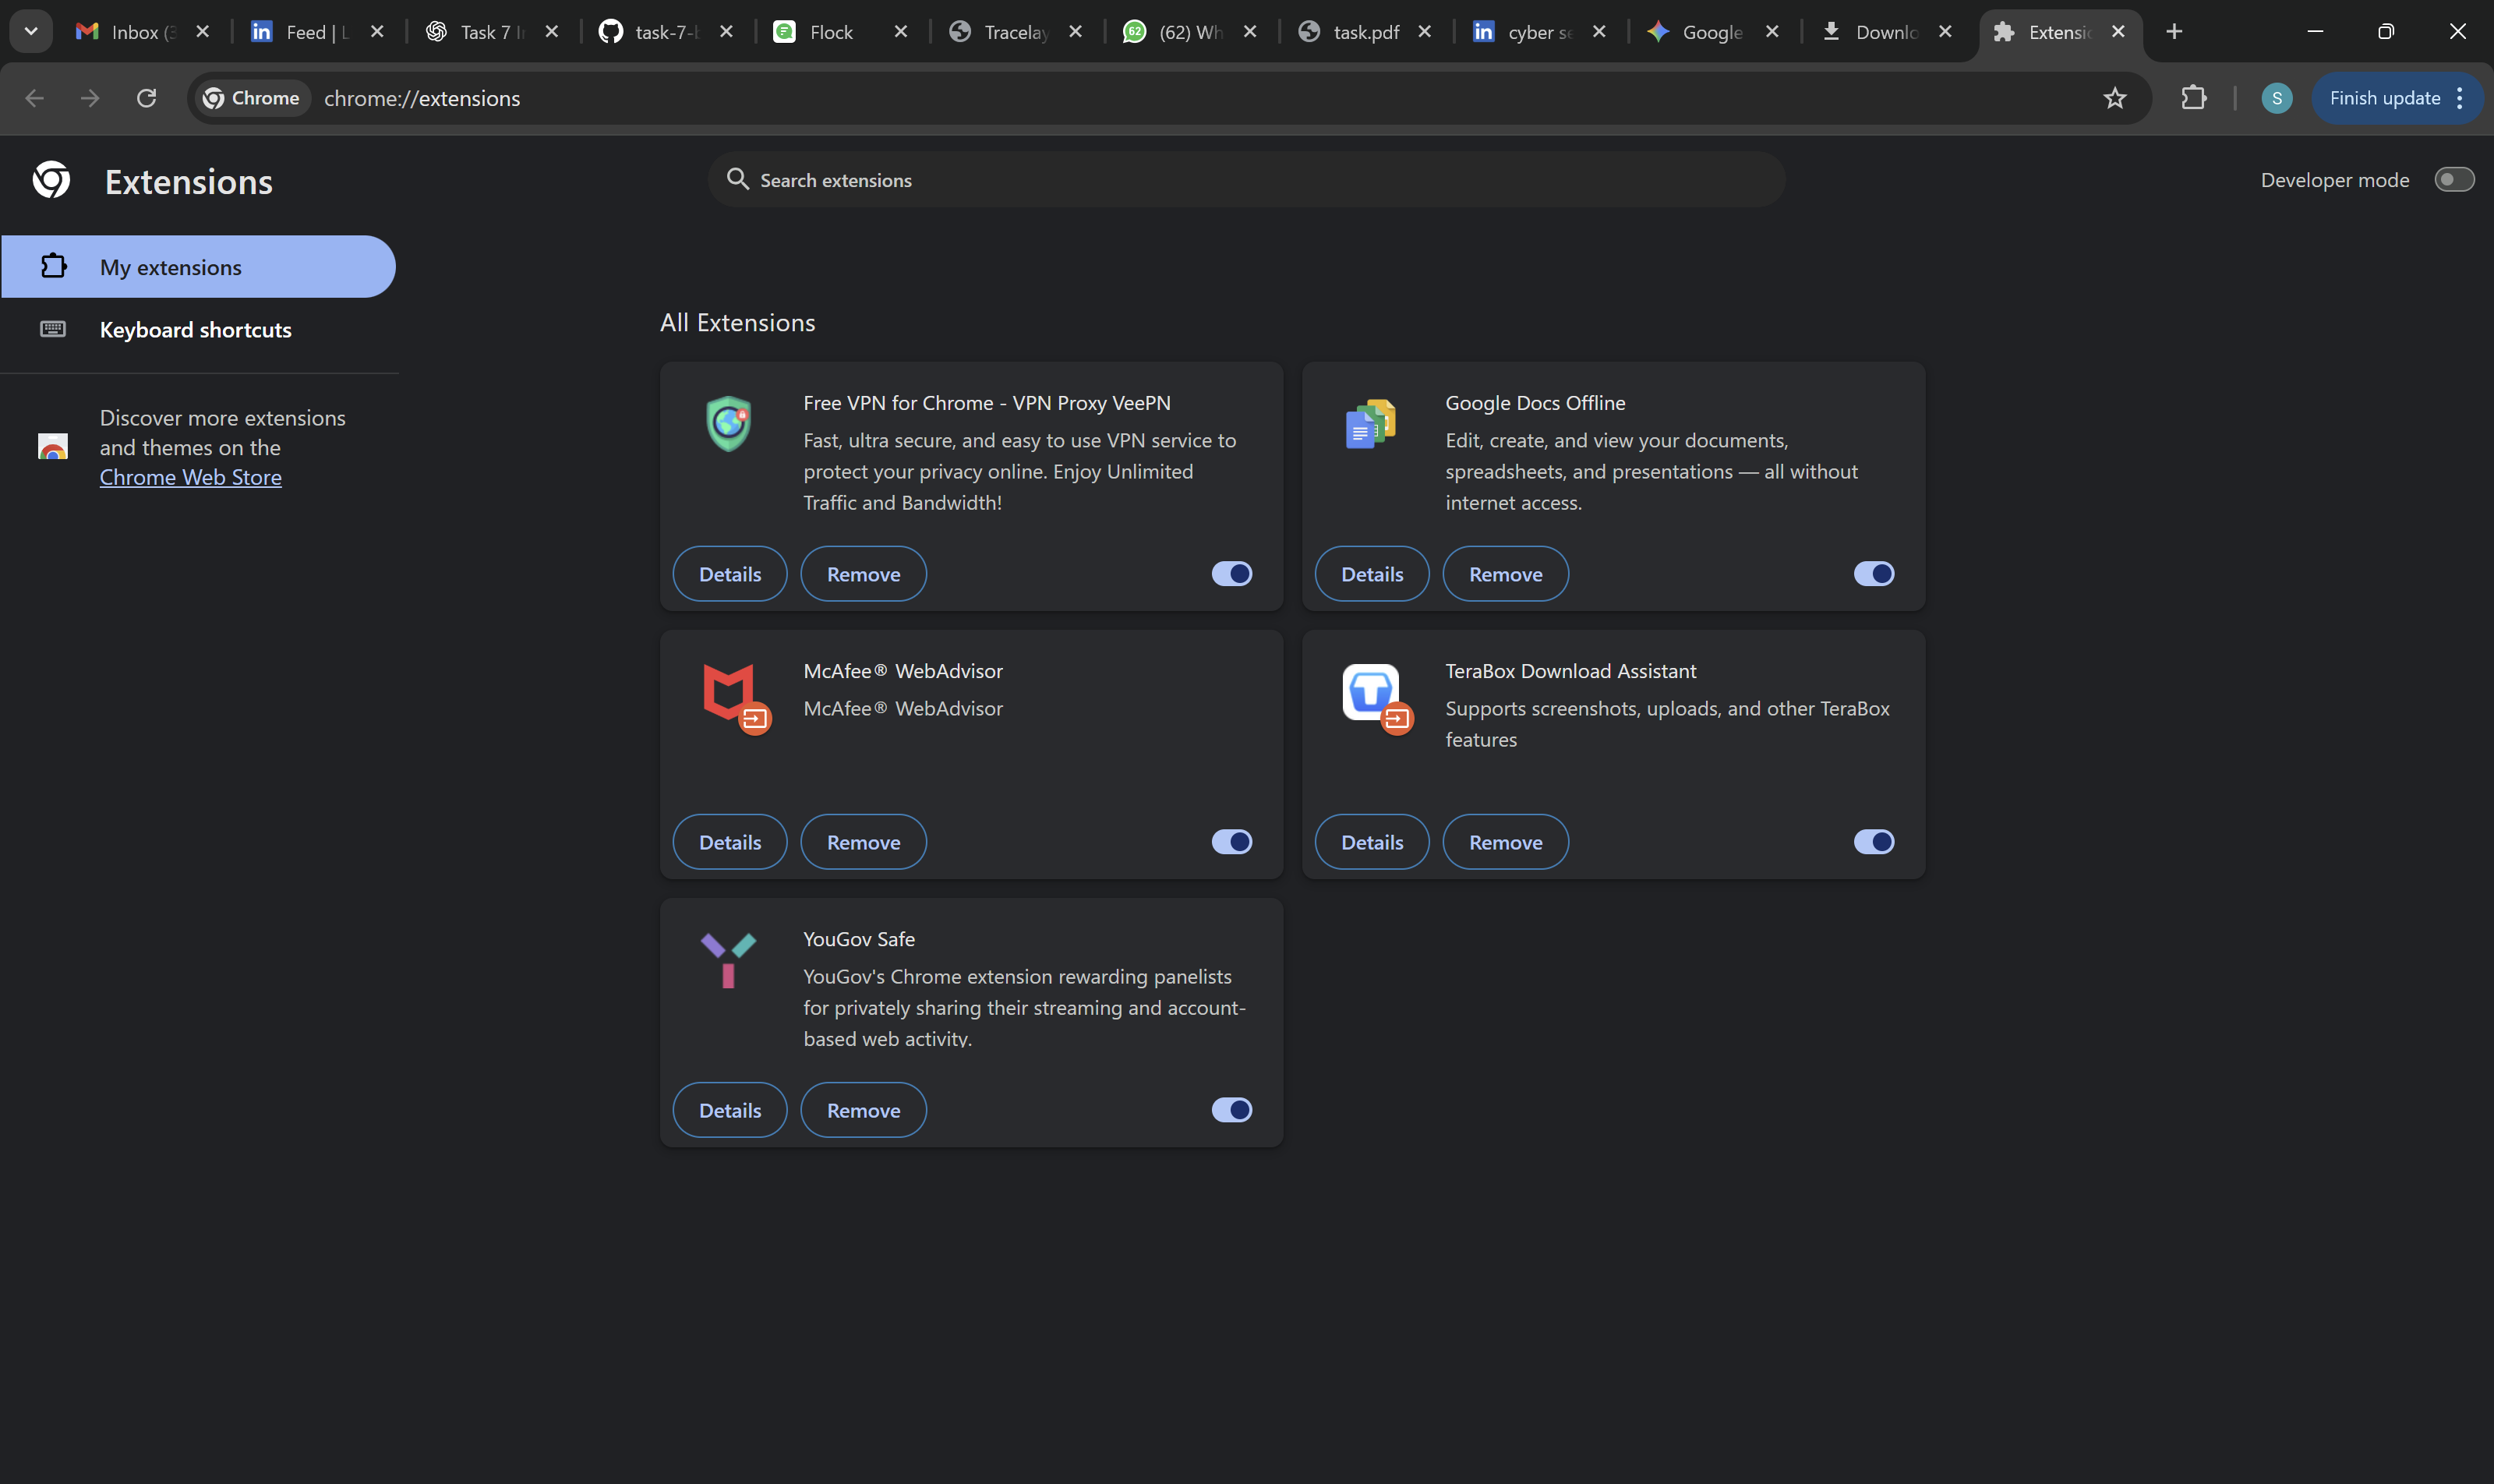 Inbox (3
Feed | L
Task 7 I
task-7-b
Flock
Tracelay
62
(62) Wh
task.pdf
cyber se
Google
Downlo
Extensio
Chrome
chrome://extensions
S
Finish update
Extensions
Search extensions
Developer mode
My extensions
Keyboard shortcuts
Discover more extensions
and themes on the
Chrome Web Store
All Extensions
Free VPN for Chrome - VPN Proxy VeePN
Fast, ultra secure, and easy to use VPN service to
protect your privacy online. Enjoy Unlimited
Traffic and Bandwidth!
Details
Remove
Google Docs Offline
Edit, create, and view your documents,
spreadsheets, and presentations — all without
internet access.
Details
Remove
McAfee® WebAdvisor
McAfee® WebAdvisor
Details
Remove
TeraBox Download Assistant
Supports screenshots, uploads, and other TeraBox
features
Details
Remove
YouGov Safe
YouGov's Chrome extension rewarding panelists
for privately sharing their streaming and account-
based web activity.
Details
Remove